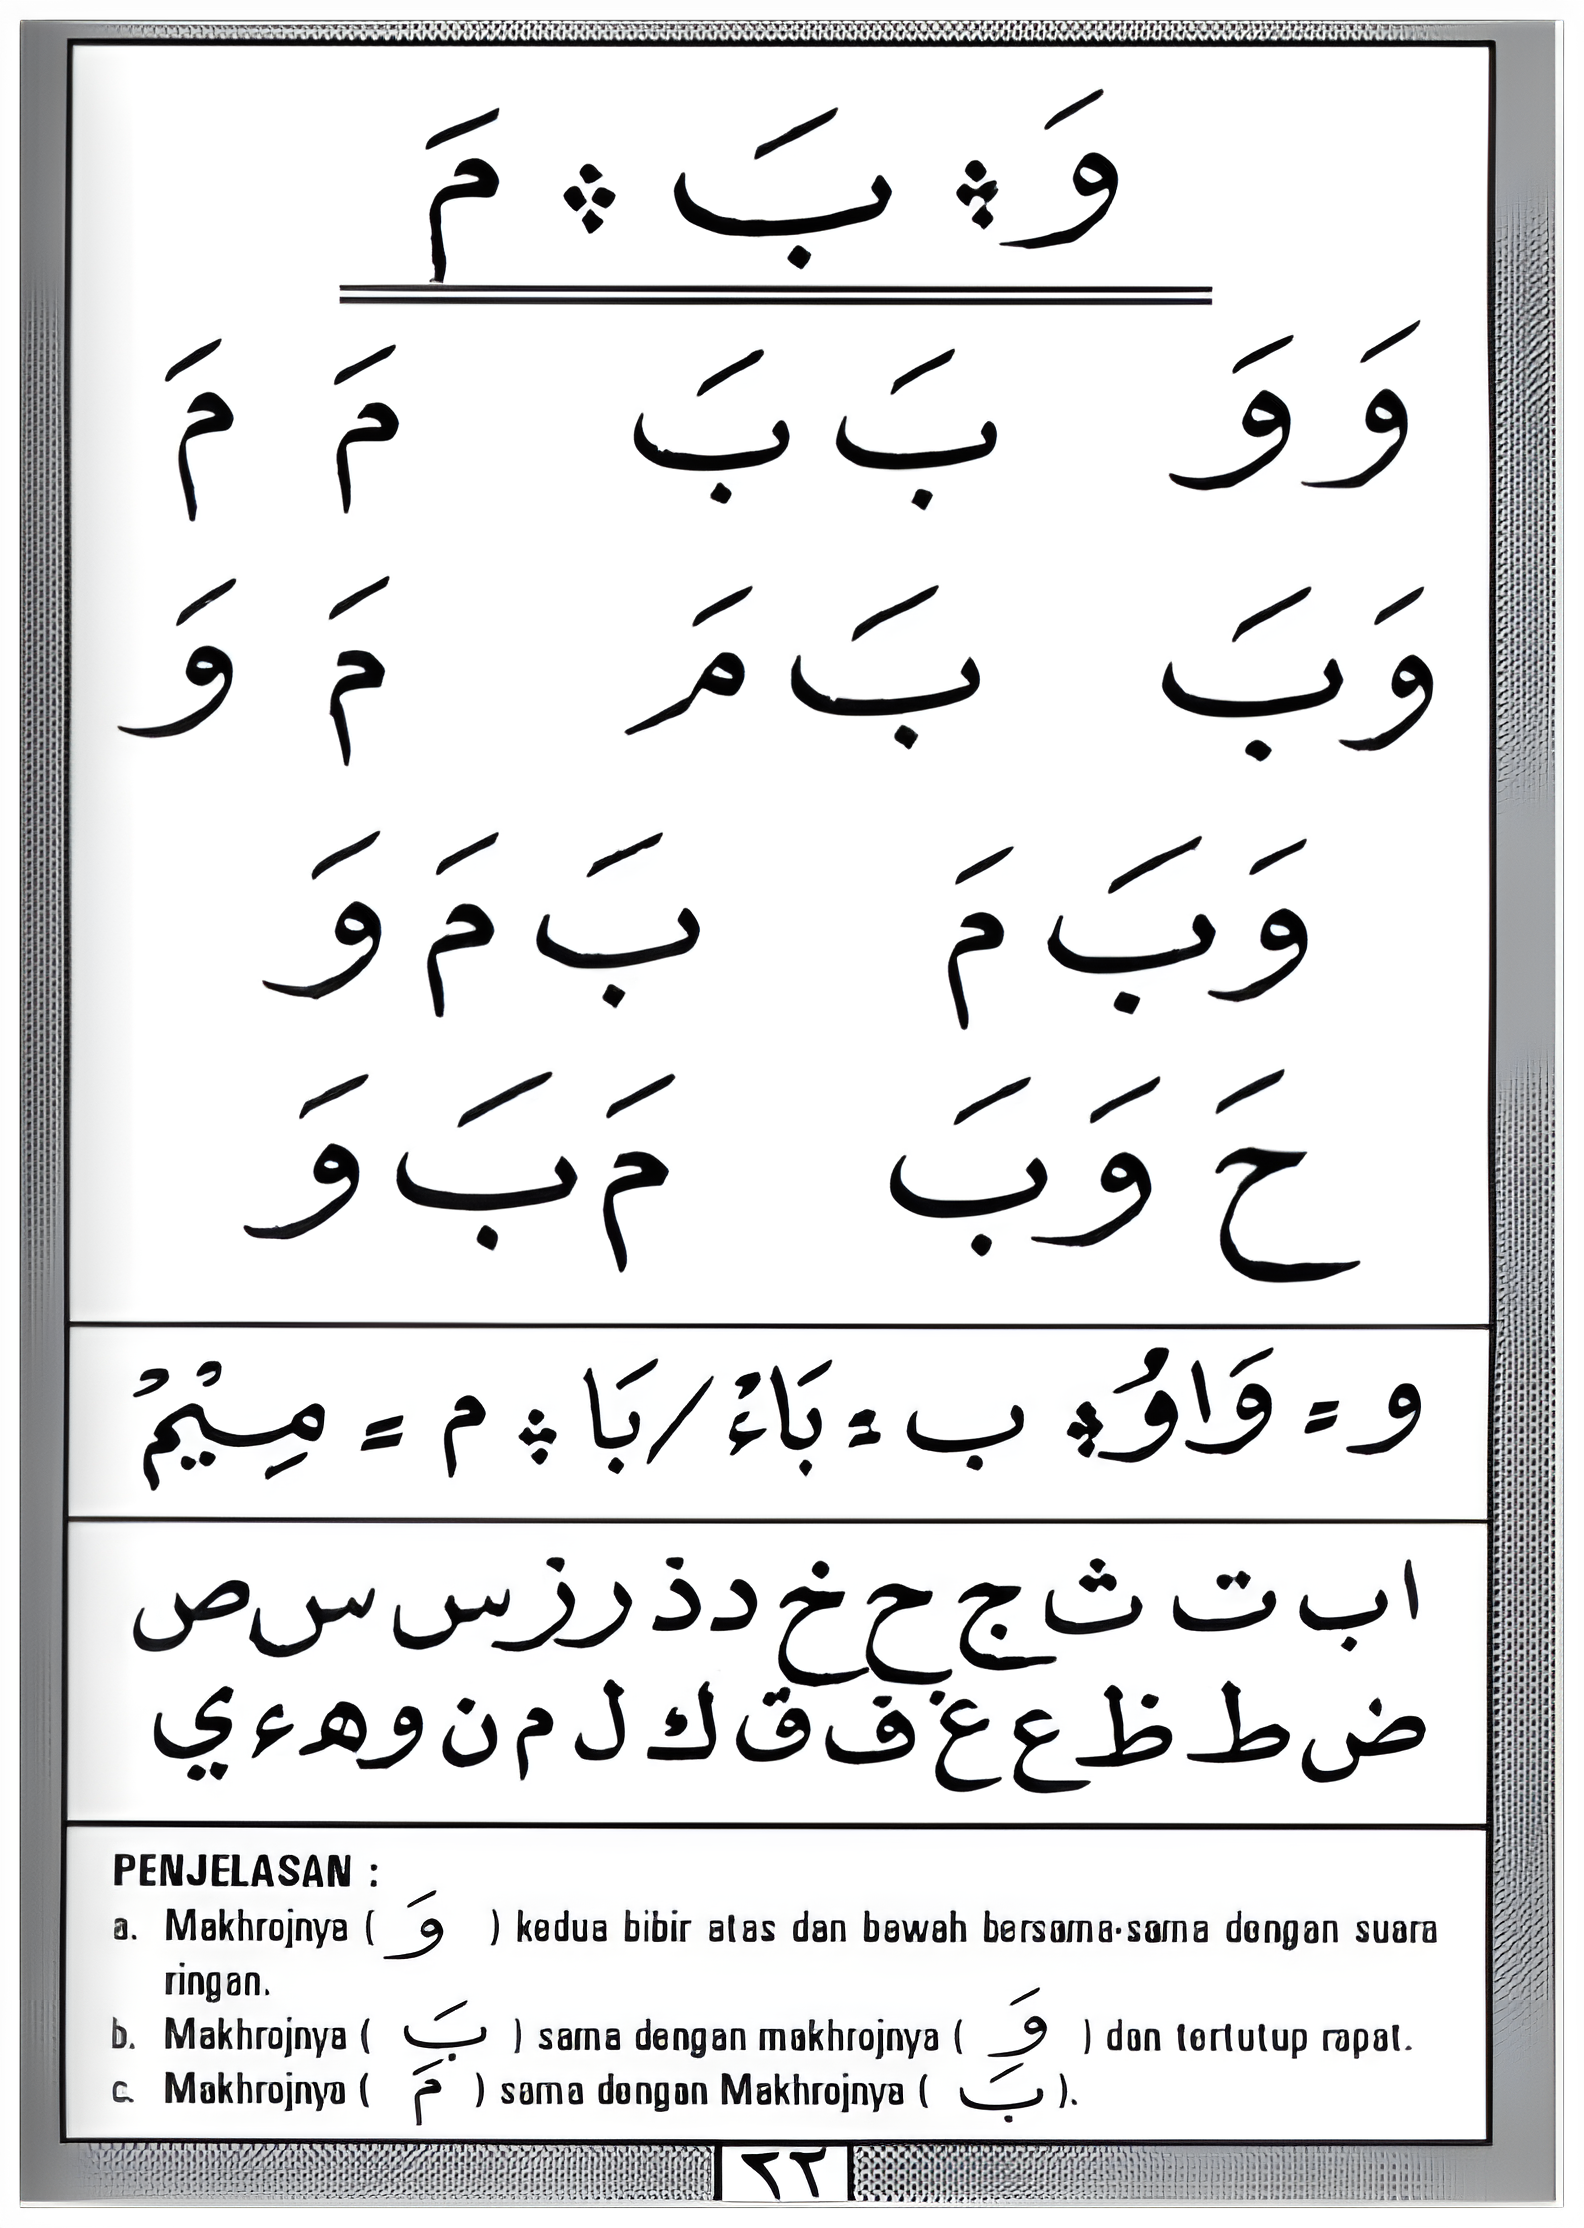 وَ ❖ بَ ❖ مَ
وَ وَ بَ بَ مَ مَ
وَ بَ بَ مَ مَ وَ
وَ بَ مَ بَ مَ وَ
حَ وَ بَ مَ بَ وَ
و = وَاوُ ❖ ب = بَاءْ / بَا ❖ م = مِيْمُ
ا ب ت ث ج ح خ د ذ ر ز س س ص
ض ط ظ ع غ ف ق ك ل م ن و ه ء ي
PENJELASAN :
a. Makhrojnya ( وَ ) kedua bibir atas dan bawah bersama-sama dengan suara
ringan.
b. Makhrojnya ( بَ ) sama dengan makhrojnya ( وَ ) dan tertutup rapat.
c. Makhrojnya ( مَ ) sama dengan Makhrojnya ( بَ ).
٢٢